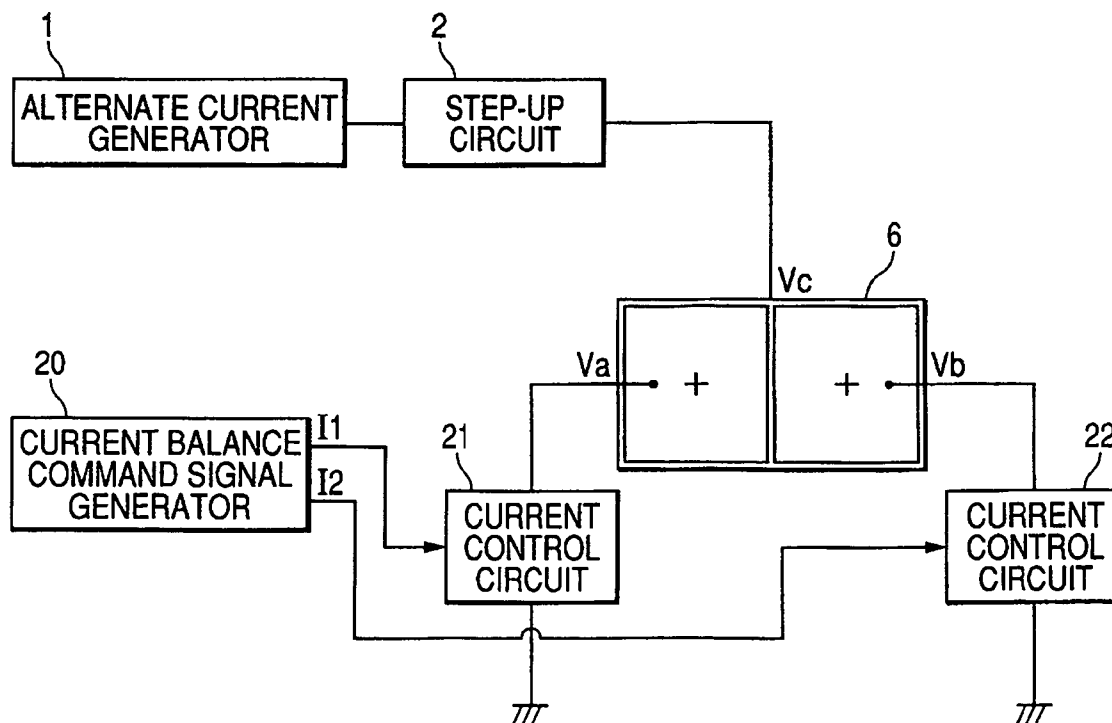 1
ALTERNATE CURRENT
GENERATOR
2
STEP-UP
CIRCUIT
6
Vc
Va
+
+
Vb
20
CURRENT BALANCE
COMMAND SIGNAL
GENERATOR
I1
I2
21
CURRENT
CONTROL
CIRCUIT
22
CURRENT
CONTROL
CIRCUIT